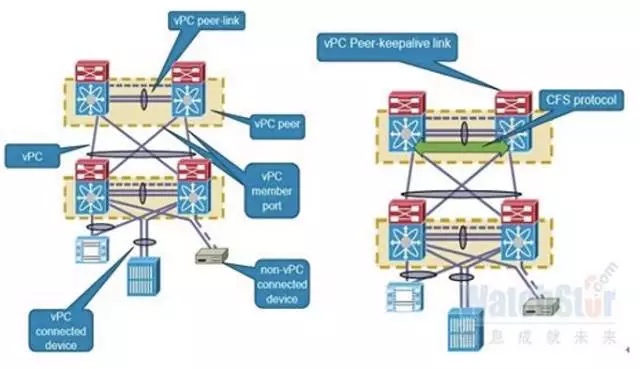 vPC peer-link
vPC Peer-keepalive link
CFS protocol
vPC peer
vPC
vPC
member
port
non-vPC
connected
device
vPC
connected
device
WatchStor
.com
息 成 就 未 来